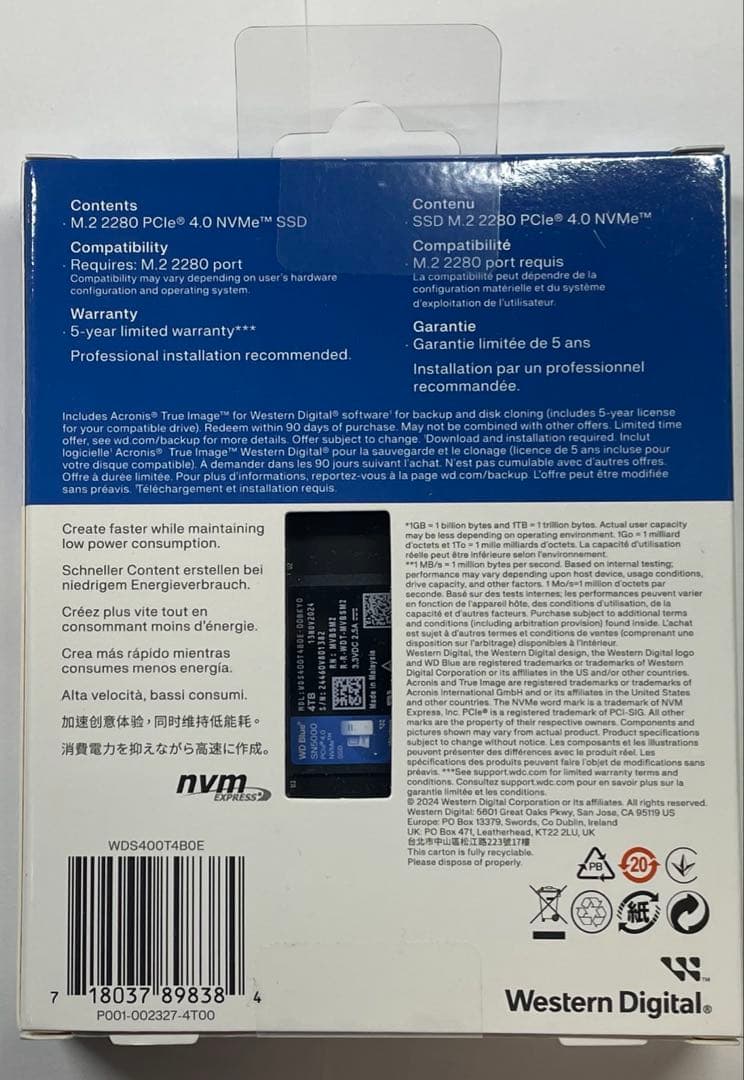 Contents
· M.2 2280 PCIe® 4.0 NVMe™ SSD
Compatibility
· Requires: M.2 2280 port
Compatibility may vary depending on user's hardware
configuration and operating system.
Warranty
· 5-year limited warranty***
Professional installation recommended.
Contenu
· SSD M.2 2280 PCIe® 4.0 NVMe™
Compatibilité
· M.2 2280 port requis
La compatibilité peut dépendre de la
configuration matérielle et du système
d'exploitation de l'utilisateur.
Garantie
· Garantie limitée de 5 ans
Installation par un professionnel
recommandée.
Includes Acronis® True Image™ for Western Digital® software¹ for backup and disk cloning (includes 5-year license
for your compatible drive). Redeem within 90 days of purchase. May not be combined with other offers. Limited time
offer, see wd.com/backup for more details. Offer subject to change. ¹Download and installation required. Inclut
logicielle¹ Acronis® True Image™ Western Digital® pour la sauvegarde et le clonage (licence de 5 ans incluse pour
votre disque compatible). A demander dans les 90 jours suivant l'achat. N'est pas cumulable avec d'autres offres.
Offre à durée limitée. Pour plus d'informations, reportez-vous à la page wd.com/backup. L'offre peut être modifiée
sans préavis. ¹Téléchargement et installation requis.
Create faster while maintaining
low power consumption.
Schneller Content erstellen bei
niedrigem Energieverbrauch.
Créez plus vite tout en
consommant moins d'énergie.
Crea más rápido mientras
consumes menos energía.
Alta velocità, bassi consumi.
加速创意体验，同时维持低能耗。
消費電力を抑えながら高速に作成。
nvm
EXPRESS®
MDL:WDS400T4B0E-00BKY0
4TB 13NOV2024
S/N:24460V801382
RN: MVBSM2
R-R-WDT-MVBSM2
3.3VDC 2.5A
Made in Malaysia
WD Blue®
SN5000
PCIe® 4.0
NVMe™
SSD
*1GB = 1 billion bytes and 1TB = 1 trillion bytes. Actual user capacity
may be less depending on operating environment. 1Go = 1 milliard
d'octets et 1To = 1 mille milliards d'octets. La capacité d'utilisation
réelle peut être inférieure selon l'environnement.
**1 MB/s = 1 million bytes per second. Based on internal testing;
performance may vary depending upon host device, usage conditions,
drive capacity, and other factors. 1 Mo/s=1 million d'octets par
seconde. Basé sur des tests internes; les performances peuvent varier
en fonction de l'appareil hôte, des conditions d'utilisation, de la
capacité et d'autres facteurs. Purchase subject to additional terms
and conditions (including arbitration provision) found inside. L'achat
est sujet à d'autres termes et conditions de ventes (comprenant une
disposition sur l'arbitrage) disponibles à l'intérieur.
Western Digital, the Western Digital design, the Western Digital logo
and WD Blue are registered trademarks or trademarks of Western
Digital Corporation or its affiliates in the US and/or other countries.
Acronis and True Image are registered trademarks or trademarks of
Acronis International GmbH and or its affiliates in the United States
and other countries. The NVMe word mark is a trademark of NVM
Express, Inc. PCIe® is a registered trademark of PCI-SIG. All other
marks are the property of their respective owners. Components and
pictures shown may vary from actual product. Product specifications
subject to change without notice. Les composants et les illustrations
peuvent présenter des différences avec le produit réel. Les
spécifications des produits peuvent faire l'objet de modifications sans
préavis. ***See support.wdc.com for limited warranty terms and
conditions. Consultez support.wdc.com pour en savoir plus sur la
garantie limitée et les conditions.
© 2024 Western Digital Corporation or its affiliates. All rights reserved.
Western Digital: 5601 Great Oaks Pkwy, San Jose, CA 95119 US
Europe: PO Box 13379, Swords, Co Dublin, Ireland
UK: PO Box 471, Leatherhead, KT22 2LU, UK
台北市中山區松江路223號17樓
This carton is fully recyclable.
Please dispose of properly.
PB
20
紙
WDS400T4B0E
7 18037 89838 4
P001-002327-4T00
Western Digital®